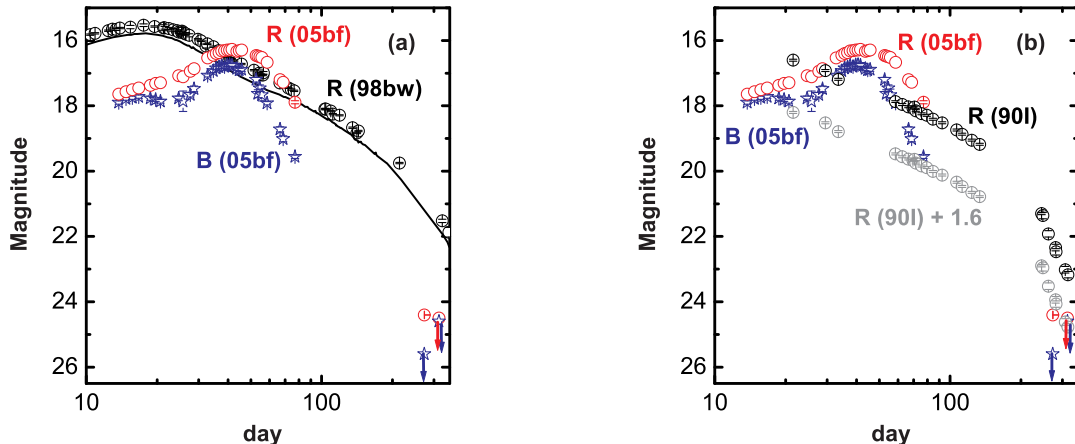 R (05bf)
(a)
R (98bw)
B (05bf)
Magnitude
16
18
20
22
24
26
10
100
day
R (05bf)
(b)
R (90I)
B (05bf)
R (90I) + 1.6
Magnitude
16
18
20
22
24
26
10
100
day